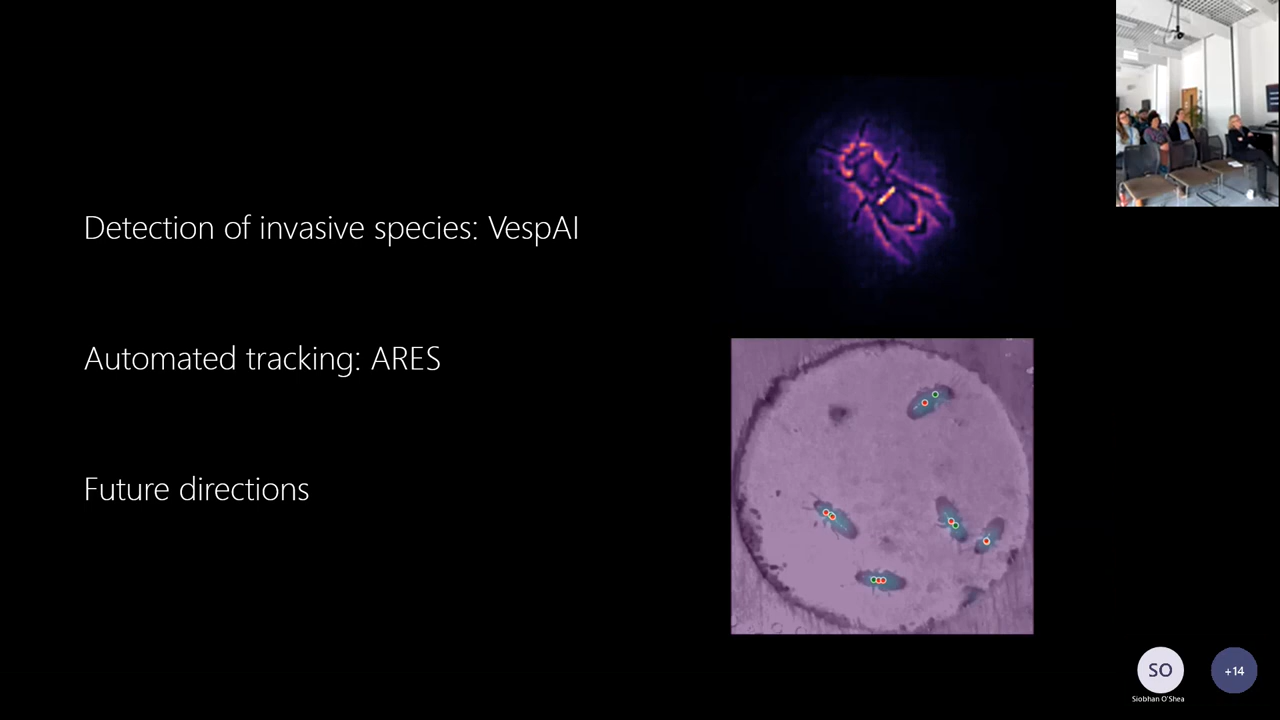 Detection of invasive species: VespAI
Automated tracking: ARES
Future directions
SO
+14
Siobhan O'Shea